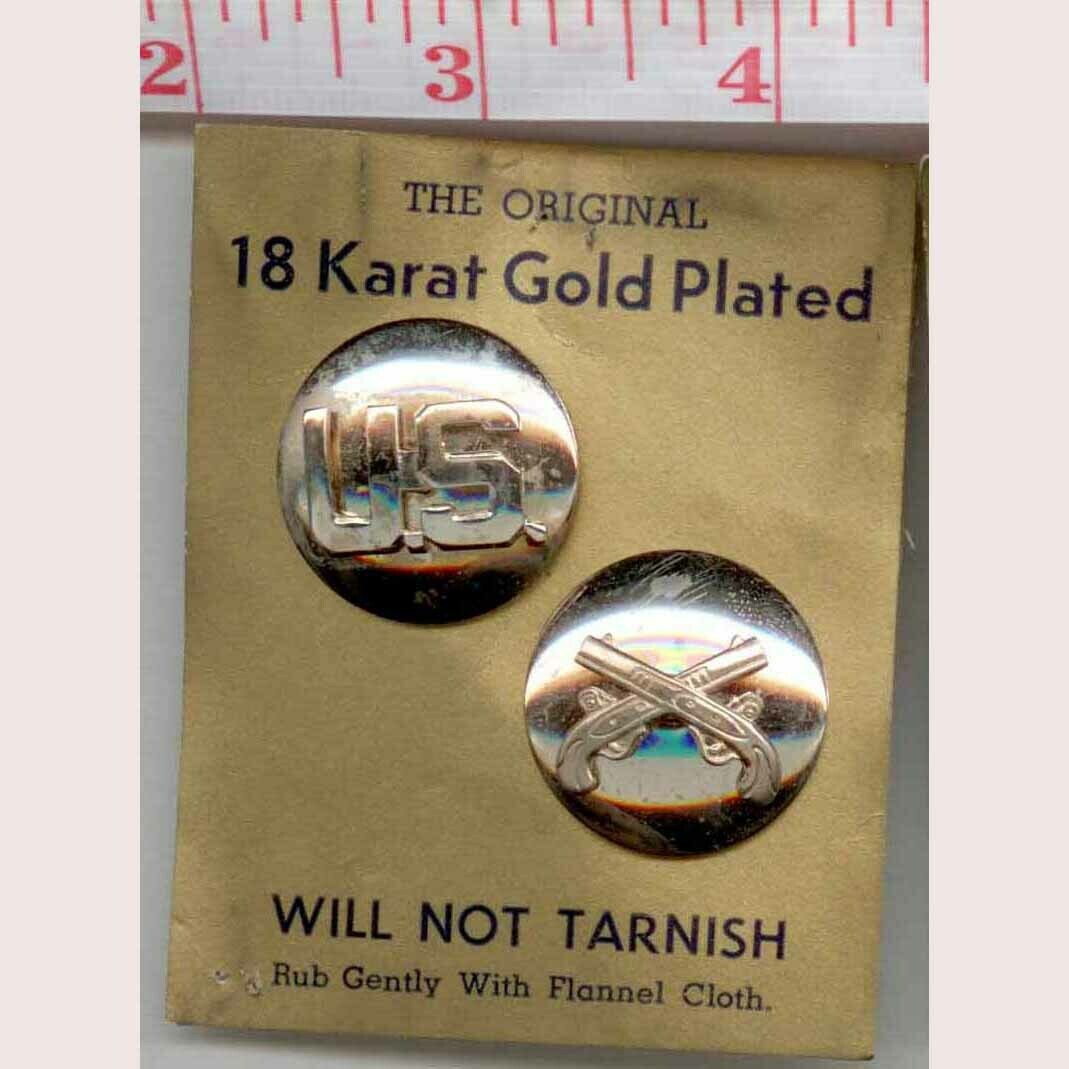 2 3 4
THE ORIGINAL
18 Karat Gold Plated
U.S.
WILL NOT TARNISH
Rub Gently With Flannel Cloth.